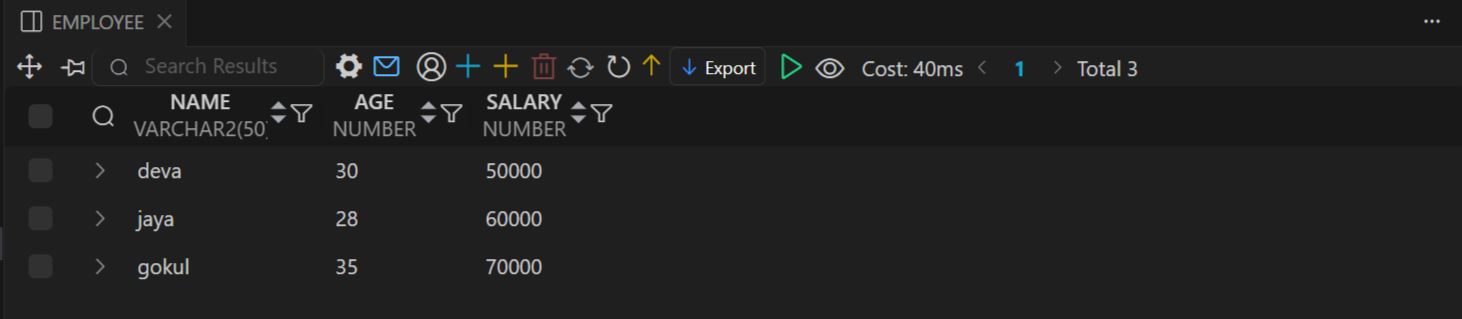 EMPLOYEE
Search Results Export Cost: 40ms 1 Total 3
NAME AGE SALARY
VARCHAR2(50) NUMBER NUMBER
deva 30 50000
jaya 28 60000
gokul 35 70000